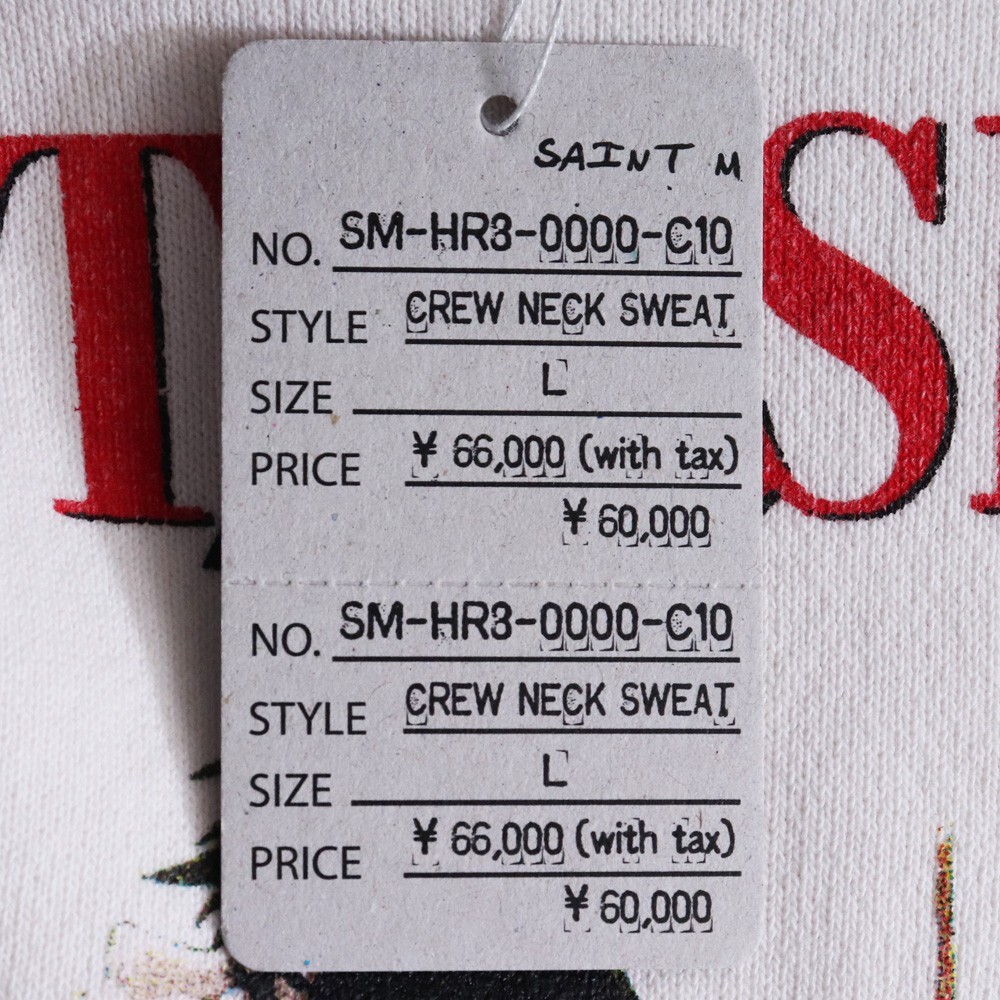 SAINT M
NO. SM-HR3-0000-C10
STYLE CREW NECK SWEAT
SIZE L
PRICE ¥ 66,000 (with tax)
¥ 60,000
NO. SM-HR3-0000-C10
STYLE CREW NECK SWEAT
SIZE L
PRICE ¥ 66,000 (with tax)
¥ 60,000